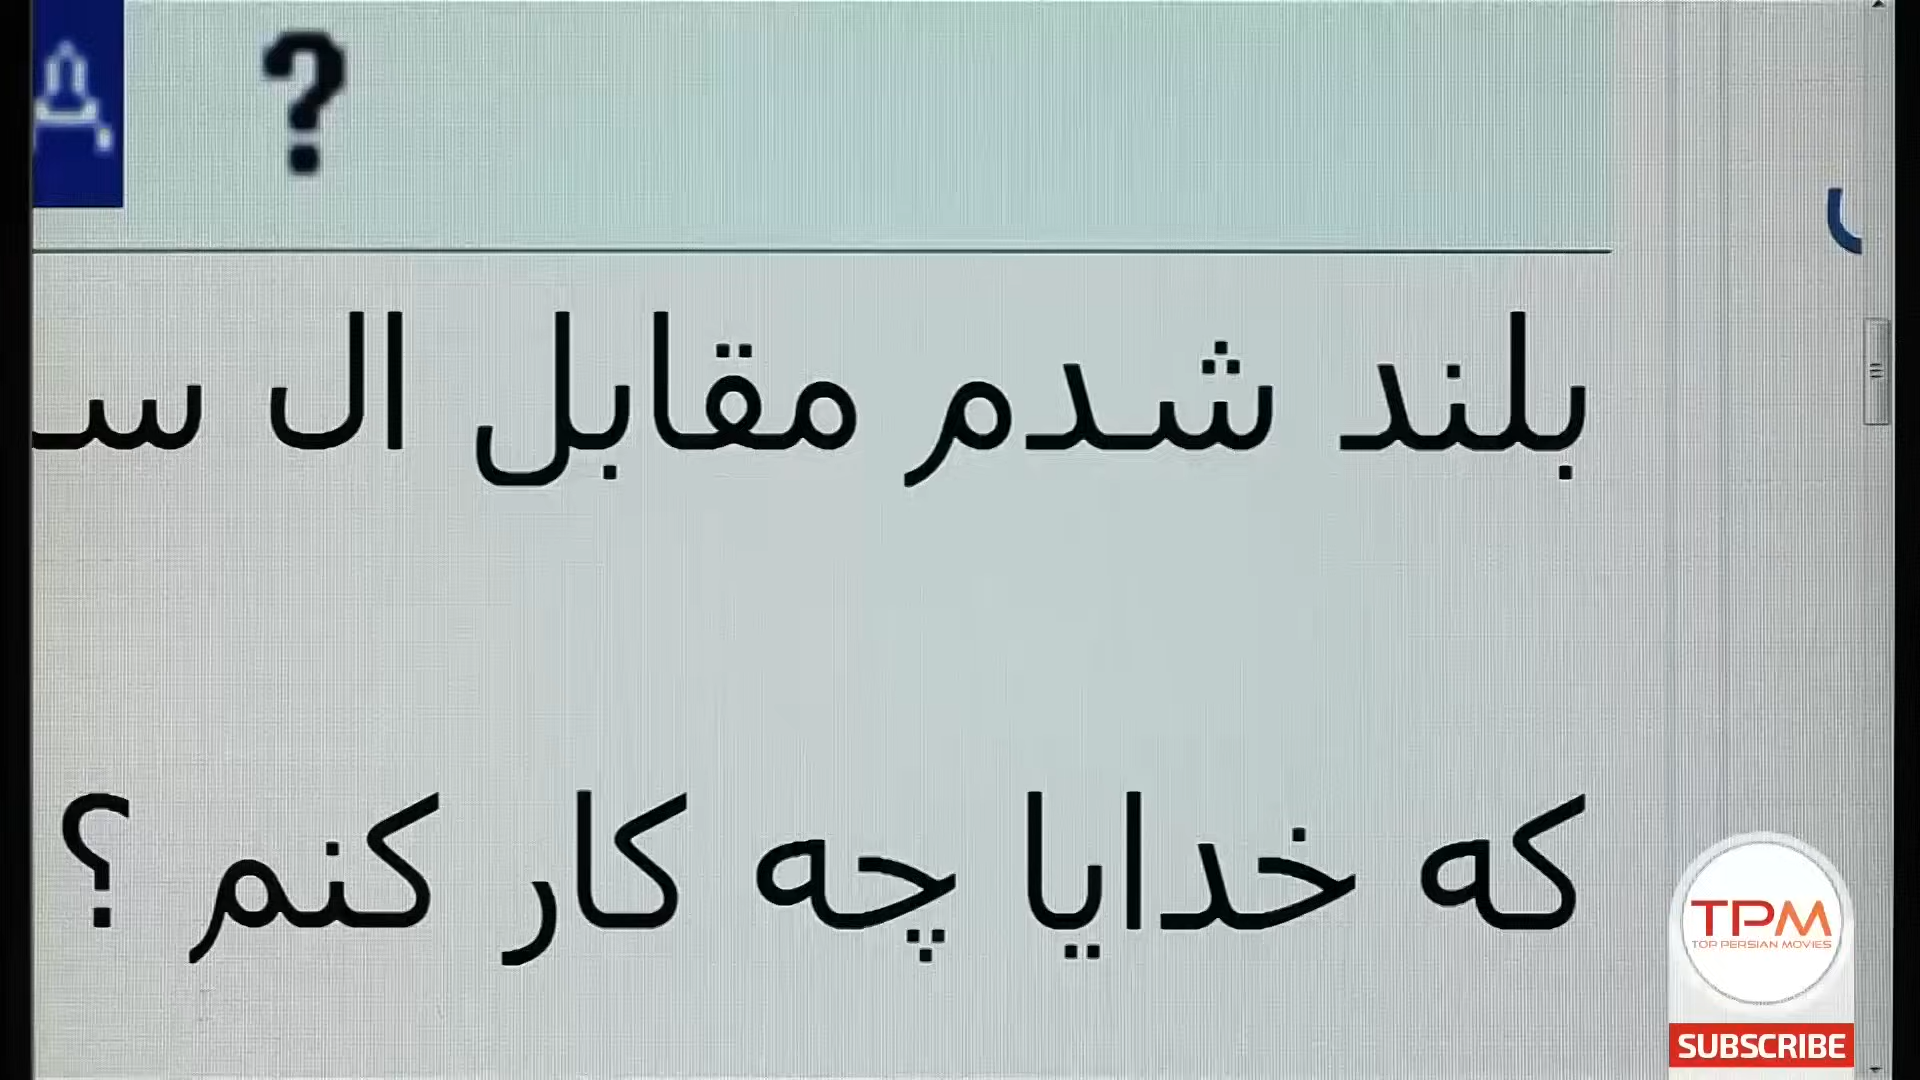 ?
بلند شدم مقابل ال س
که خدایا چه کار کنم ؟
TPM
TOP PERSIAN MOVIES
SUBSCRIBE